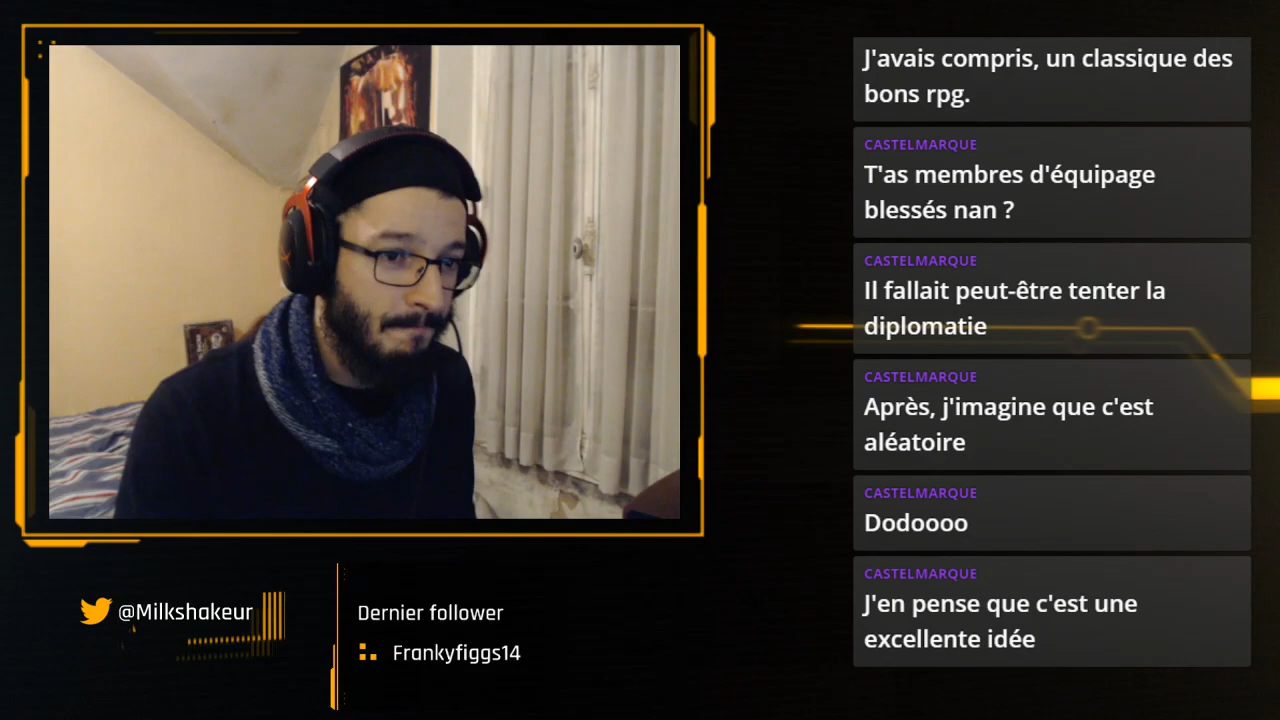 J'avais compris, un classique des
bons rpg.
CASTELMARQUE
T'as membres d'équipage
blessés nan ?
CASTELMARQUE
Il fallait peut-être tenter la
diplomatie
CASTELMARQUE
Après, j'imagine que c'est
aléatoire
CASTELMARQUE
Dodoooo
CASTELMARQUE
J'en pense que c'est une
excellente idée
@Milkshakeur
Dernier follower
Frankyfiggs14